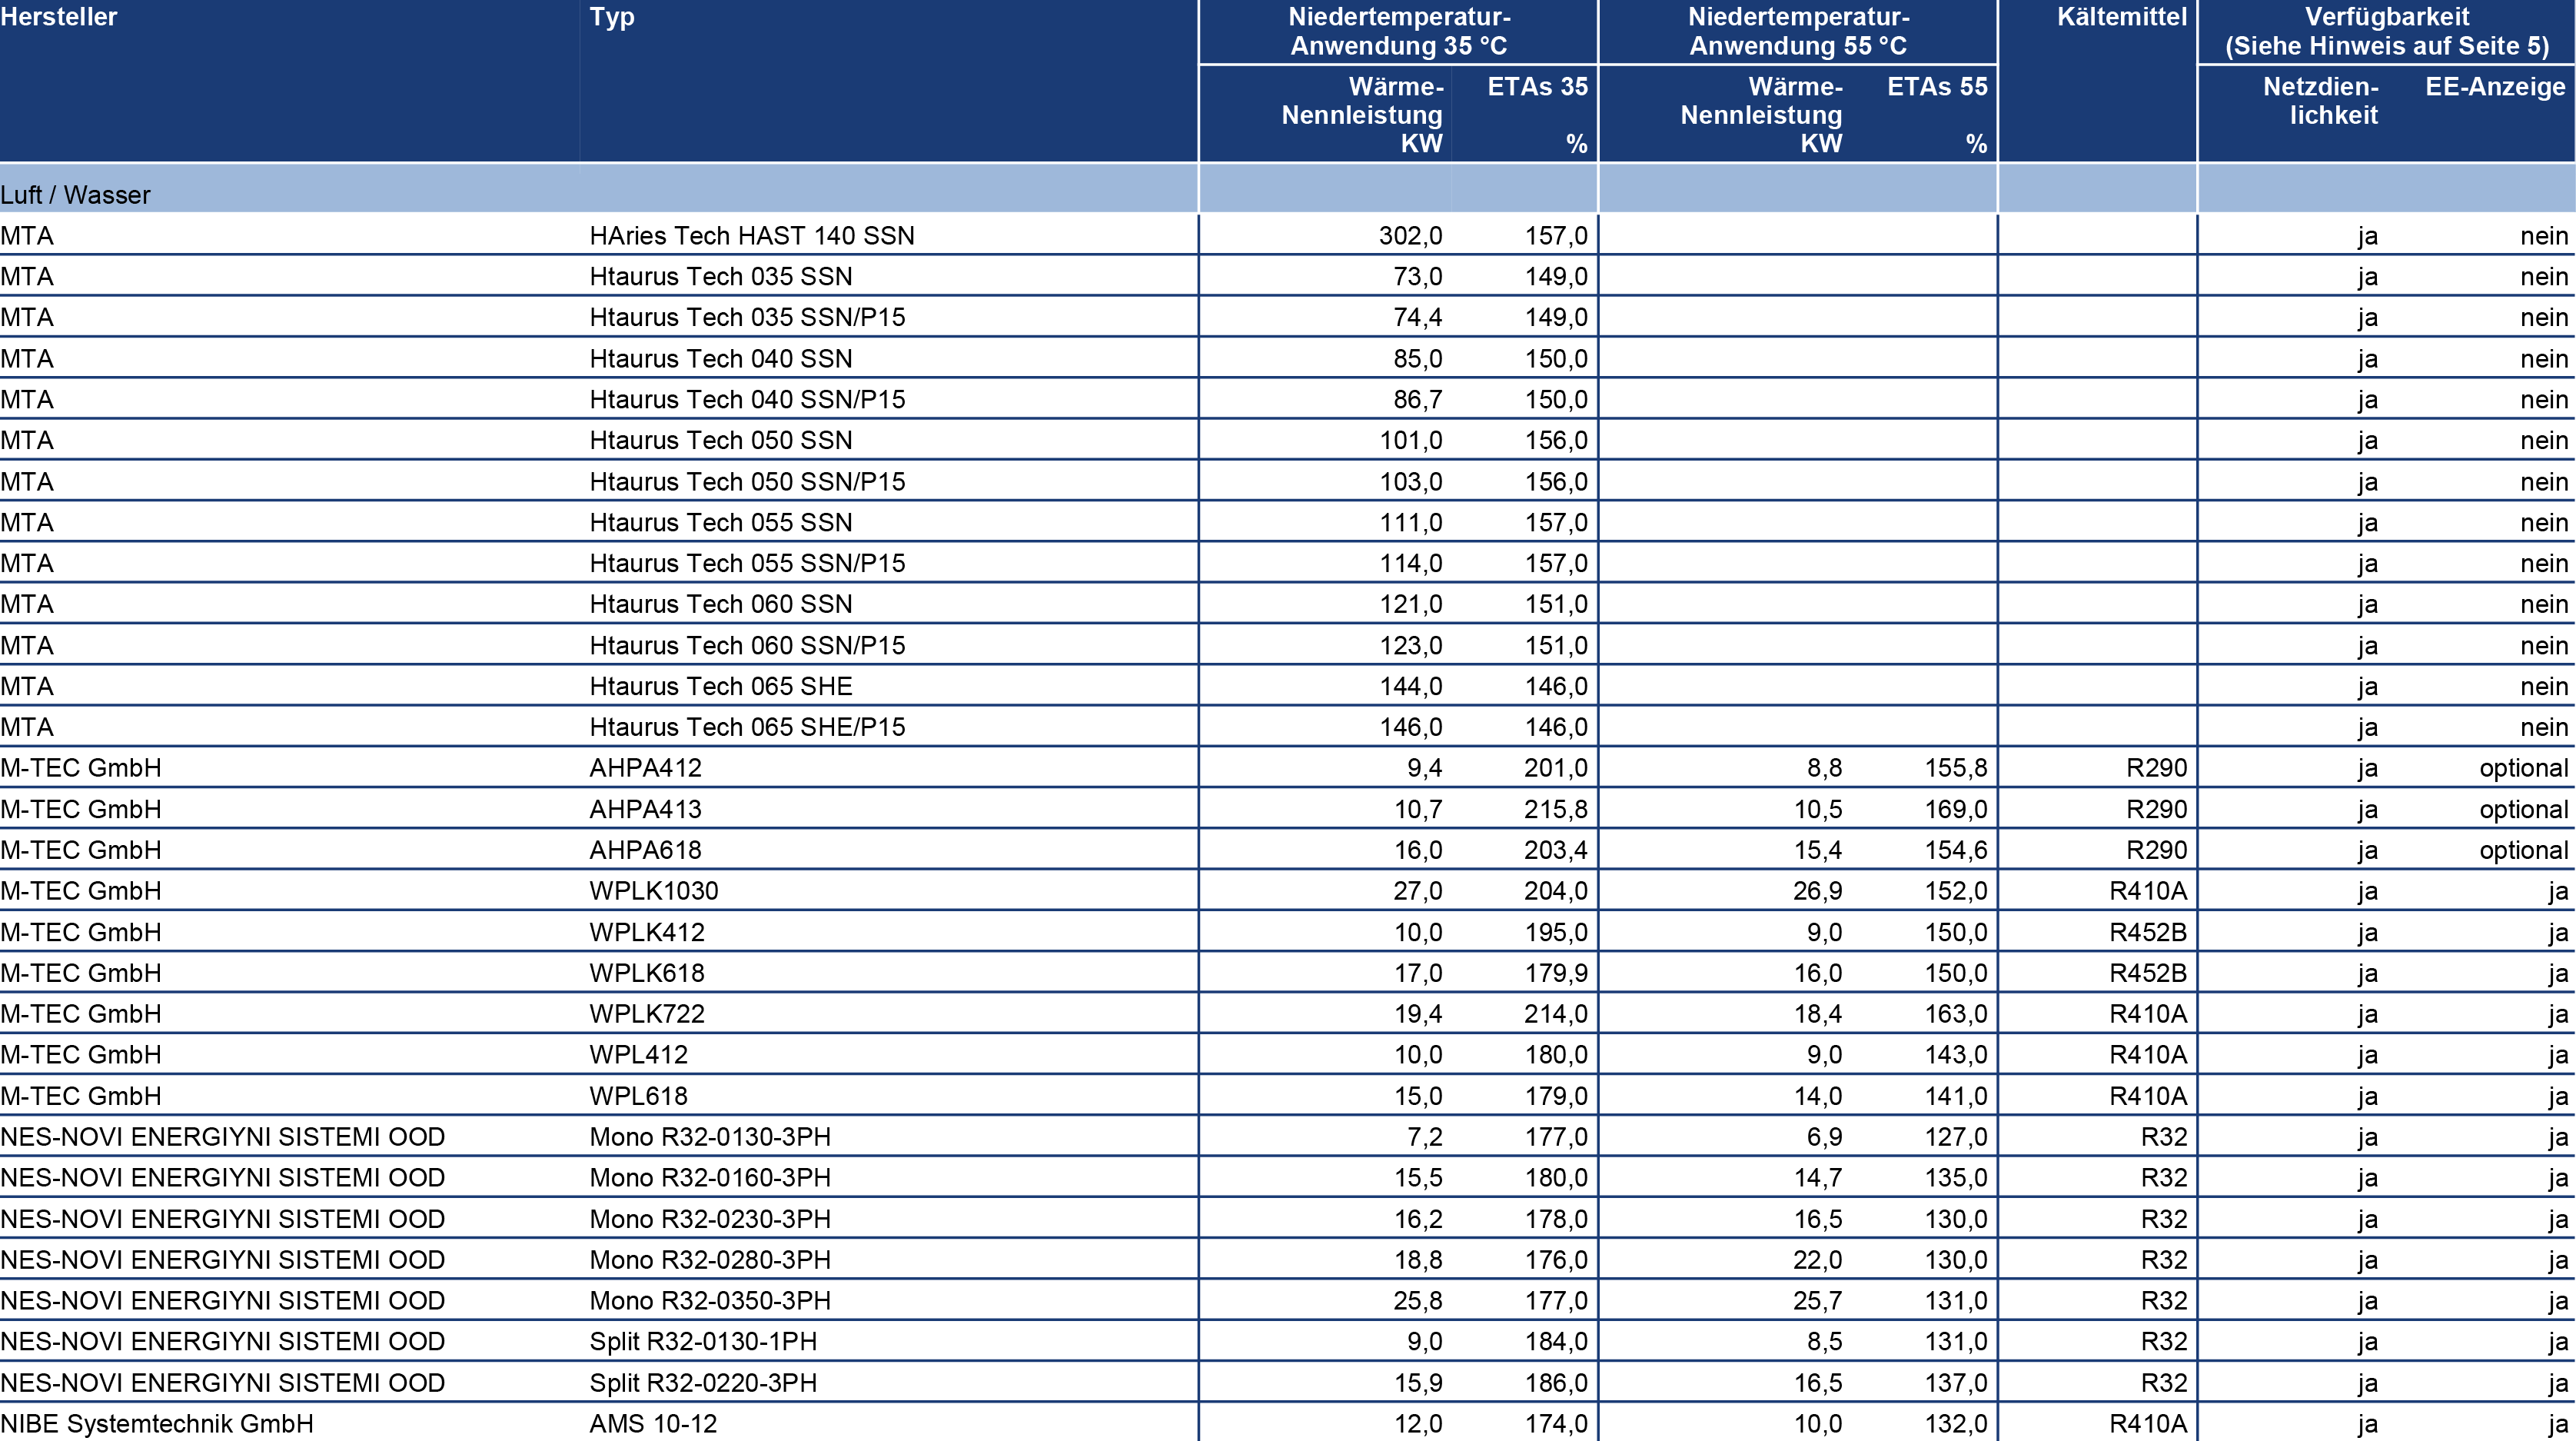 Hersteller Typ Niedertemperatur- Niedertemperatur- Kältemittel Verfügbarkeit
Anwendung 35 °C Anwendung 55 °C (Siehe Hinweis auf Seite 5)
Wärme- ETAs 35 Wärme- ETAs 55 Netzdien- EE-Anzeige
Nennleistung Nennleistung lichkeit
KW % KW %
Luft / Wasser
MTA HAries Tech HAST 140 SSN 302,0 157,0 ja nein
MTA Htaurus Tech 035 SSN 73,0 149,0 ja nein
MTA Htaurus Tech 035 SSN/P15 74,4 149,0 ja nein
MTA Htaurus Tech 040 SSN 85,0 150,0 ja nein
MTA Htaurus Tech 040 SSN/P15 86,7 150,0 ja nein
MTA Htaurus Tech 050 SSN 101,0 156,0 ja nein
MTA Htaurus Tech 050 SSN/P15 103,0 156,0 ja nein
MTA Htaurus Tech 055 SSN 111,0 157,0 ja nein
MTA Htaurus Tech 055 SSN/P15 114,0 157,0 ja nein
MTA Htaurus Tech 060 SSN 121,0 151,0 ja nein
MTA Htaurus Tech 060 SSN/P15 123,0 151,0 ja nein
MTA Htaurus Tech 065 SHE 144,0 146,0 ja nein
MTA Htaurus Tech 065 SHE/P15 146,0 146,0 ja nein
M-TEC GmbH AHPA412 9,4 201,0 8,8 155,8 R290 ja optional
M-TEC GmbH AHPA413 10,7 215,8 10,5 169,0 R290 ja optional
M-TEC GmbH AHPA618 16,0 203,4 15,4 154,6 R290 ja optional
M-TEC GmbH WPLK1030 27,0 204,0 26,9 152,0 R410A ja ja
M-TEC GmbH WPLK412 10,0 195,0 9,0 150,0 R452B ja ja
M-TEC GmbH WPLK618 17,0 179,9 16,0 150,0 R452B ja ja
M-TEC GmbH WPLK722 19,4 214,0 18,4 163,0 R410A ja ja
M-TEC GmbH WPL412 10,0 180,0 9,0 143,0 R410A ja ja
M-TEC GmbH WPL618 15,0 179,0 14,0 141,0 R410A ja ja
NES-NOVI ENERGIYNI SISTEMI OOD Mono R32-0130-3PH 7,2 177,0 6,9 127,0 R32 ja ja
NES-NOVI ENERGIYNI SISTEMI OOD Mono R32-0160-3PH 15,5 180,0 14,7 135,0 R32 ja ja
NES-NOVI ENERGIYNI SISTEMI OOD Mono R32-0230-3PH 16,2 178,0 16,5 130,0 R32 ja ja
NES-NOVI ENERGIYNI SISTEMI OOD Mono R32-0280-3PH 18,8 176,0 22,0 130,0 R32 ja ja
NES-NOVI ENERGIYNI SISTEMI OOD Mono R32-0350-3PH 25,8 177,0 25,7 131,0 R32 ja ja
NES-NOVI ENERGIYNI SISTEMI OOD Split R32-0130-1PH 9,0 184,0 8,5 131,0 R32 ja ja
NES-NOVI ENERGIYNI SISTEMI OOD Split R32-0220-3PH 15,9 186,0 16,5 137,0 R32 ja ja
NIBE Systemtechnik GmbH AMS 10-12 12,0 174,0 10,0 132,0 R410A ja ja